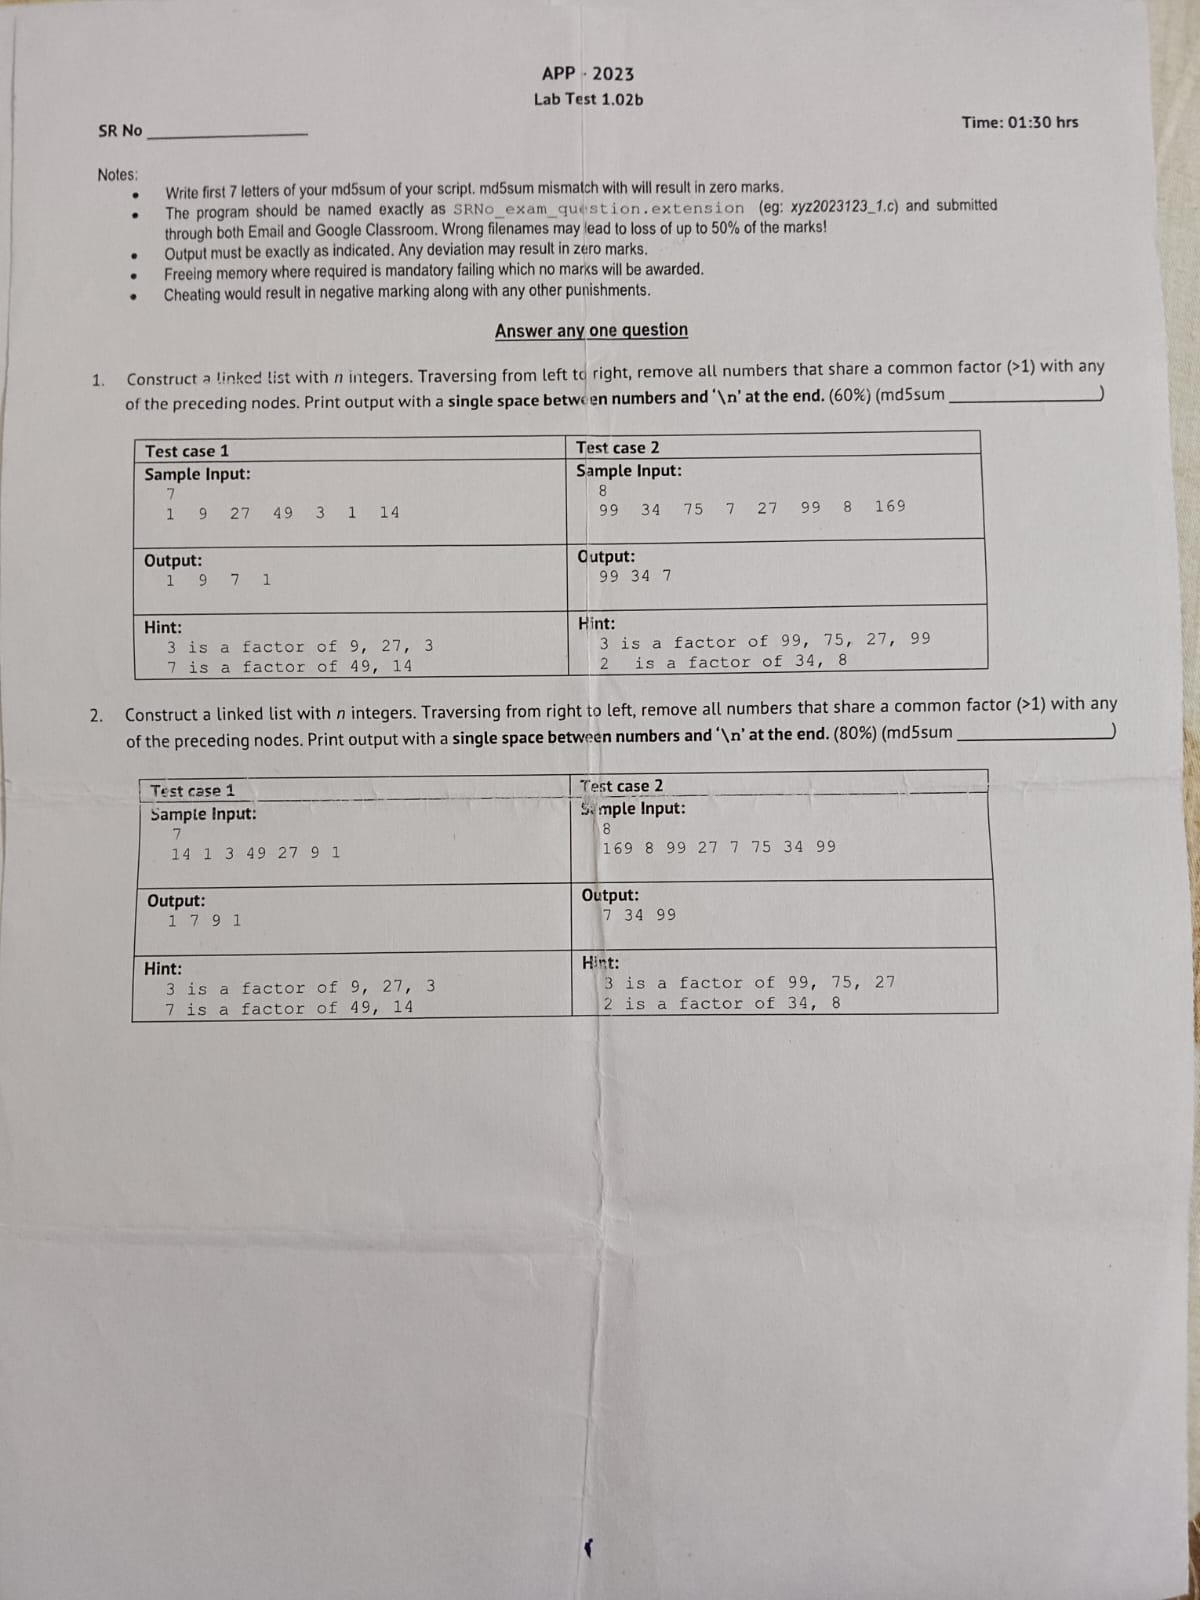 APP - 2023
Lab Test 1.02b
SR No ____________________
Time: 01:30 hrs
Notes:
• Write first 7 letters of your md5sum of your script. md5sum mismatch with will result in zero marks.
• The program should be named exactly as SRNo_exam_question.extension (eg: xyz2023123_1.c) and submitted
through both Email and Google Classroom. Wrong filenames may lead to loss of up to 50% of the marks!
• Output must be exactly as indicated. Any deviation may result in zero marks.
• Freeing memory where required is mandatory failing which no marks will be awarded.
• Cheating would result in negative marking along with any other punishments.
Answer any one question
1. Construct a linked list with n integers. Traversing from left to right, remove all numbers that share a common factor (>1) with any
of the preceding nodes. Print output with a single space between numbers and ‘\n’ at the end. (60%) (md5sum ____________________)
Test case 1
Test case 2
Sample Input:
7
1 9 27 49 3 1 14
Sample Input:
8
99 34 75 7 27 99 8 169
Output:
1 9 7 1
Output:
99 34 7
Hint:
3 is a factor of 9, 27, 3
7 is a factor of 49, 14
Hint:
3 is a factor of 99, 75, 27, 99
2 is a factor of 34, 8
2. Construct a linked list with n integers. Traversing from right to left, remove all numbers that share a common factor (>1) with any
of the preceding nodes. Print output with a single space between numbers and ‘\n’ at the end. (80%) (md5sum ____________________)
Test case 1
Test case 2
Sample Input:
7
14 1 3 49 27 9 1
Sample Input:
8
169 8 99 27 7 75 34 99
Output:
1 7 9 1
Output:
7 34 99
Hint:
3 is a factor of 9, 27, 3
7 is a factor of 49, 14
Hint:
3 is a factor of 99, 75, 27
2 is a factor of 34, 8